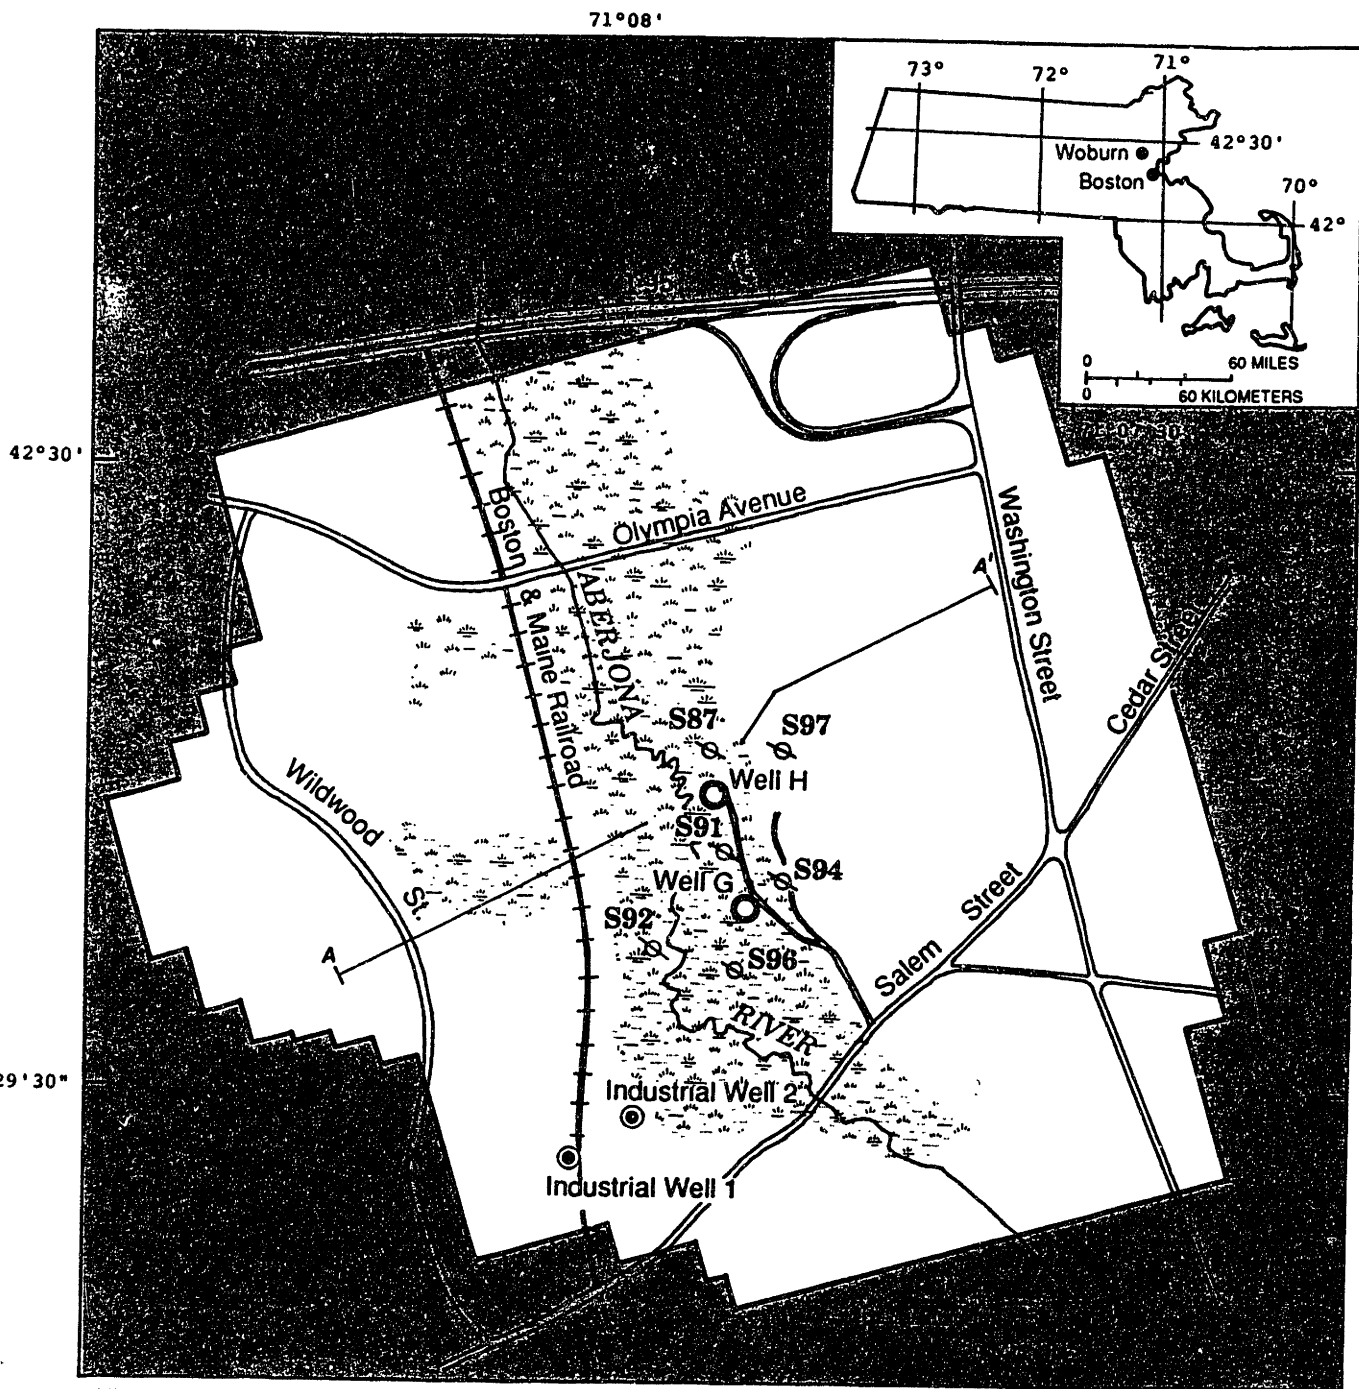 71°08'
73°
72°
71°
42°30'
Woburn
Boston
70°
42°
0
60 MILES
0
60 KILOMETERS
42°30'
Boston & Maine Railroad
Olympia Avenue
Washington Street
A'
ABERJONA
Cedar Street
S87
S97
Well H
Wildwood St.
S91
Well G
S94
S92
A
S96
Salem Street
RIVER
29'30"
Industrial Well 2
Industrial Well 1